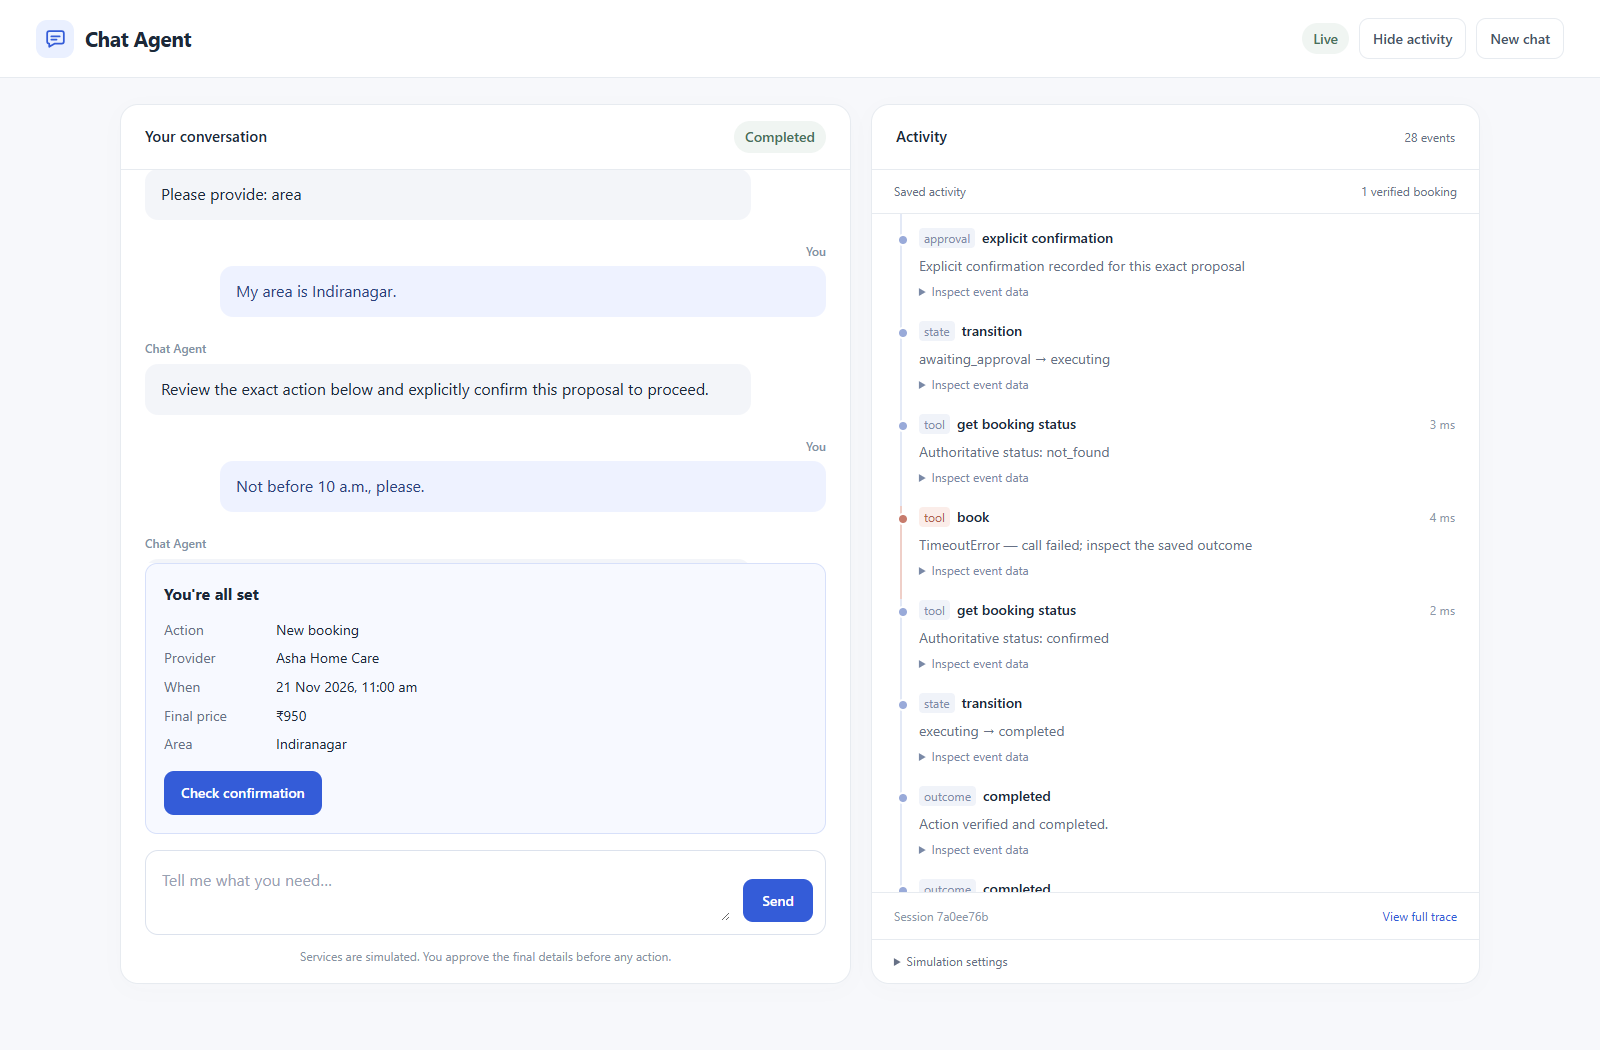 Chat Agent
Live
Hide activity
New chat
Your conversation
Completed
Please provide: area
You
My area is Indiranagar.
Chat Agent
Review the exact action below and explicitly confirm this proposal to proceed.
You
Not before 10 a.m., please.
Chat Agent
You're all set
Action New booking
Provider Asha Home Care
When 21 Nov 2026, 11:00 am
Final price ₹950
Area Indiranagar
Check confirmation
Tell me what you need...
Send
Services are simulated. You approve the final details before any action.
Activity
28 events
Saved activity
1 verified booking
approval explicit confirmation
Explicit confirmation recorded for this exact proposal
▶ Inspect event data
state transition
awaiting_approval → executing
▶ Inspect event data
tool get booking status 3 ms
Authoritative status: not_found
▶ Inspect event data
tool book 4 ms
TimeoutError — call failed; inspect the saved outcome
▶ Inspect event data
tool get booking status 2 ms
Authoritative status: confirmed
▶ Inspect event data
state transition
executing → completed
▶ Inspect event data
outcome completed
Action verified and completed.
▶ Inspect event data
outcome completed
Session 7a0ee76b
View full trace
▶ Simulation settings